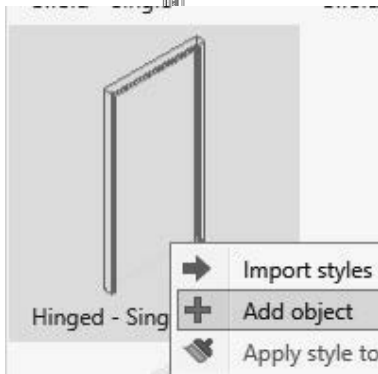 Import styles
Hinged - Sing
Add object
Apply style to